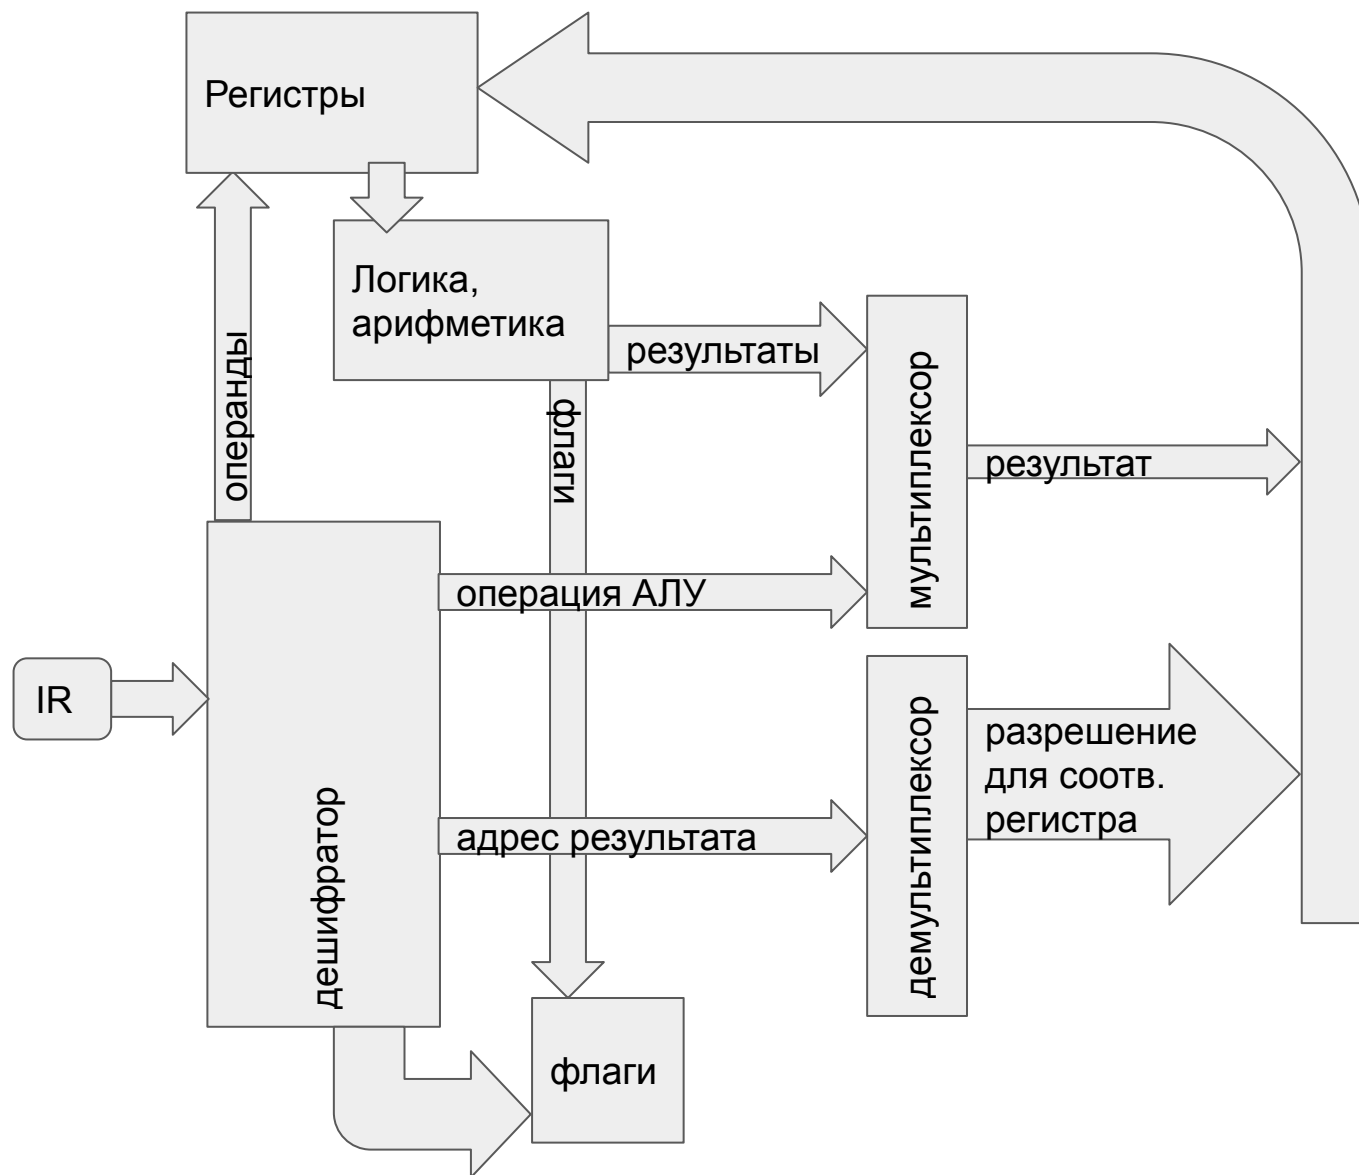 Регистры
Логика,
арифметика
результаты
операнды
флаги
мультиплексор
результат
операция АЛУ
IR
дешифратор
адрес результата
демультиплексор
разрешение
для соотв.
регистра
флаги